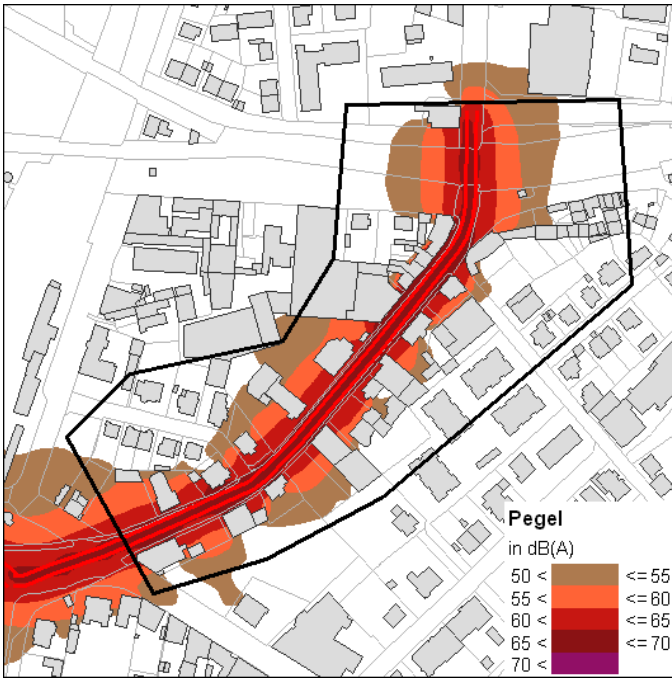 Pegel
in dB(A)
50 < <= 55
55 < <= 60
60 < <= 65
65 < <= 70
70 <